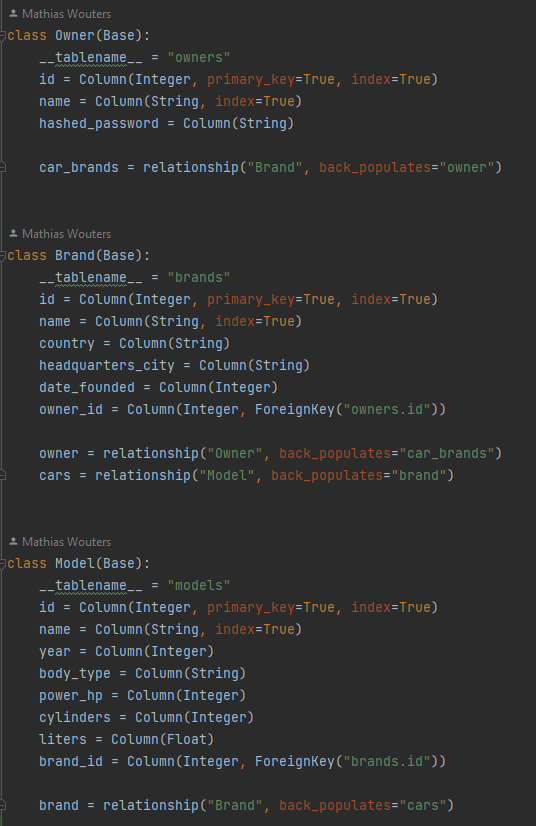 Mathias Wouters
class Owner(Base):
    __tablename__ = "owners"
    id = Column(Integer, primary_key=True, index=True)
    name = Column(String, index=True)
    hashed_password = Column(String)
    car_brands = relationship("Brand", back_populates="owner")
Mathias Wouters
class Brand(Base):
    __tablename__ = "brands"
    id = Column(Integer, primary_key=True, index=True)
    name = Column(String, index=True)
    country = Column(String)
    headquarters_city = Column(String)
    date_founded = Column(Integer)
    owner_id = Column(Integer, ForeignKey("owners.id"))
    owner = relationship("Owner", back_populates="car_brands")
    cars = relationship("Model", back_populates="brand")
Mathias Wouters
class Model(Base):
    __tablename__ = "models"
    id = Column(Integer, primary_key=True, index=True)
    name = Column(String, index=True)
    year = Column(Integer)
    body_type = Column(String)
    power_hp = Column(Integer)
    cylinders = Column(Integer)
    liters = Column(Float)
    brand_id = Column(Integer, ForeignKey("brands.id"))
    brand = relationship("Brand", back_populates="cars")